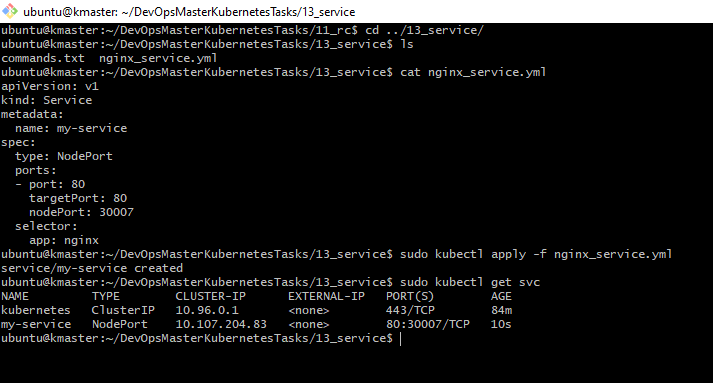 ubuntu@kmaster: ~/DevOpsMasterKubernetesTasks/13_service
ubuntu@kmaster:~/DevOpsMasterKubernetesTasks/11_rc$ cd ../13_service/
ubuntu@kmaster:~/DevOpsMasterKubernetesTasks/13_service$ ls
commands.txt  nginx_service.yml
ubuntu@kmaster:~/DevOpsMasterKubernetesTasks/13_service$ cat nginx_service.yml
apiVersion: v1
kind: Service
metadata:
  name: my-service
spec:
  type: NodePort
  ports:
  - port: 80
    targetPort: 80
    nodePort: 30007
  selector:
    app: nginx
ubuntu@kmaster:~/DevOpsMasterKubernetesTasks/13_service$ sudo kubectl apply -f nginx_service.yml
service/my-service created
ubuntu@kmaster:~/DevOpsMasterKubernetesTasks/13_service$ sudo kubectl get svc
NAME         TYPE        CLUSTER-IP      EXTERNAL-IP   PORT(S)        AGE
kubernetes   ClusterIP   10.96.0.1       <none>        443/TCP        84m
my-service   NodePort    10.107.204.83   <none>        80:30007/TCP   10s
ubuntu@kmaster:~/DevOpsMasterKubernetesTasks/13_service$